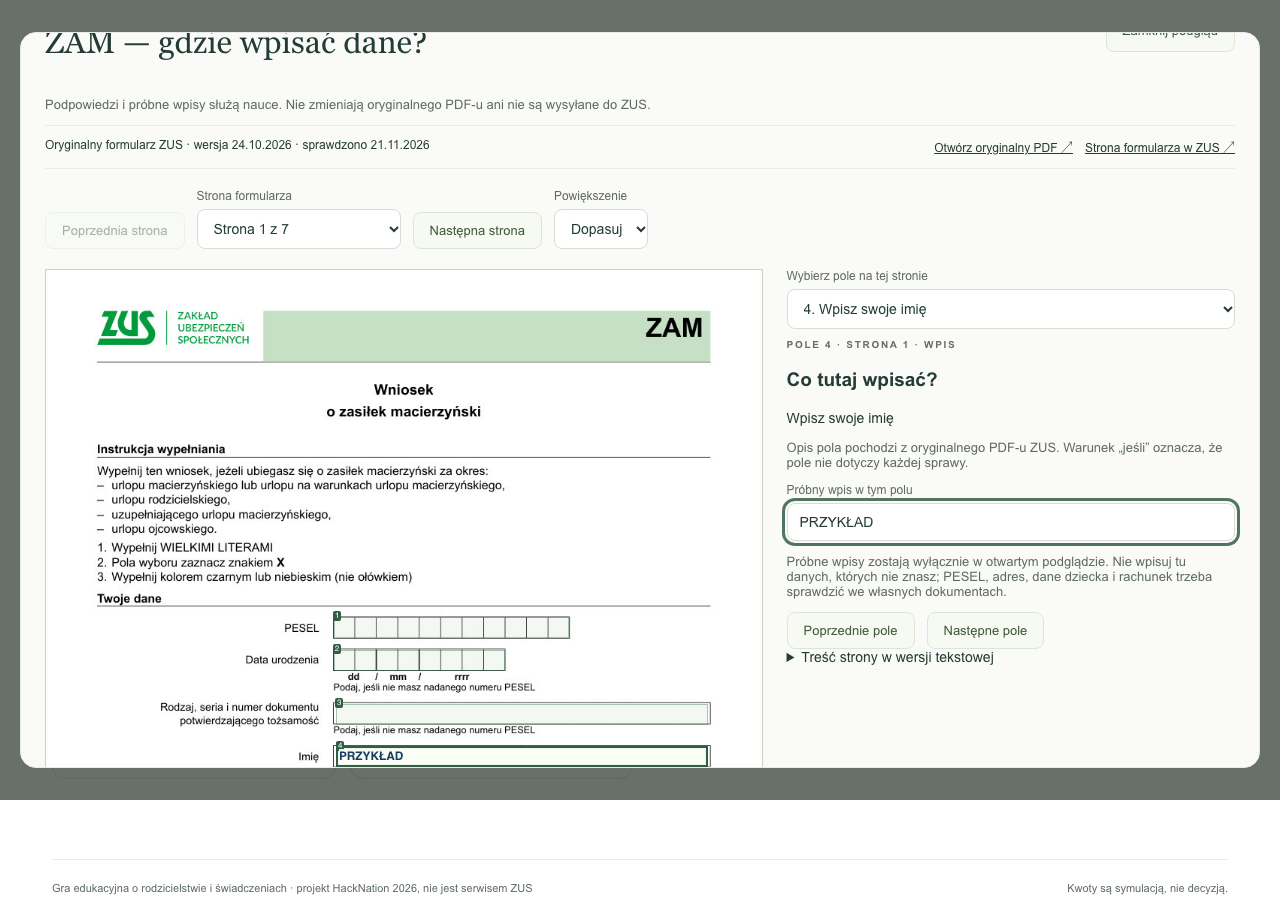 ZAM — gdzie wpisać dane?
Zamknij podgląd
Podpowiedzi i próbne wpisy służą nauce. Nie zmieniają oryginalnego PDF-u ani nie są wysyłane do ZUS.
Oryginalny formularz ZUS · wersja 24.10.2026 · sprawdzono 21.11.2026
Otwórz oryginalny PDF ↗
Strona formularza w ZUS ↗
Poprzednia strona
Strona formularza
Strona 1 z 7
Następna strona
Powiększenie
Dopasuj
ZUS
ZAKŁAD
UBEZPIECZEŃ
SPOŁECZNYCH
ZAM
Wniosek
o zasiłek macierzyński
Instrukcja wypełniania
Wypełnij ten wniosek, jeżeli ubiegasz się o zasiłek macierzyński za okres:
– urlopu macierzyńskiego lub urlopu na warunkach urlopu macierzyńskiego,
– urlopu rodzicielskiego,
– uzupełniającego urlopu macierzyńskiego,
– urlopu ojcowskiego.
1. Wypełnij WIELKIMI LITERAMI
2. Pola wyboru zaznacz znakiem X
3. Wypełnij kolorem czarnym lub niebieskim (nie ołówkiem)
Twoje dane
1
PESEL
2
Data urodzenia
dd / mm / rrrr
Podaj, jeśli nie masz nadanego numeru PESEL
3
Rodzaj, seria i numer dokumentu
potwierdzającego tożsamość
Podaj, jeśli nie masz nadanego numeru PESEL
4
Imię
PRZYKŁAD
Wybierz pole na tej stronie
4. Wpisz swoje imię
POLE 4 · STRONA 1 · WPIS
Co tutaj wpisać?
Wpisz swoje imię
Opis pola pochodzi z oryginalnego PDF-u ZUS. Warunek „jeśli” oznacza, że
pole nie dotyczy każdej sprawy.
Próbny wpis w tym polu
PRZYKŁAD
Próbne wpisy zostają wyłącznie w otwartym podglądzie. Nie wpisuj tu
danych, których nie znasz; PESEL, adres, dane dziecka i rachunek trzeba
sprawdzić we własnych dokumentach.
Poprzednie pole
Następne pole
▶ Treść strony w wersji tekstowej
Gra edukacyjna o rodzicielstwie i świadczeniach · projekt HackNation 2026, nie jest serwisem ZUS
Kwoty są symulacją, nie decyzją.